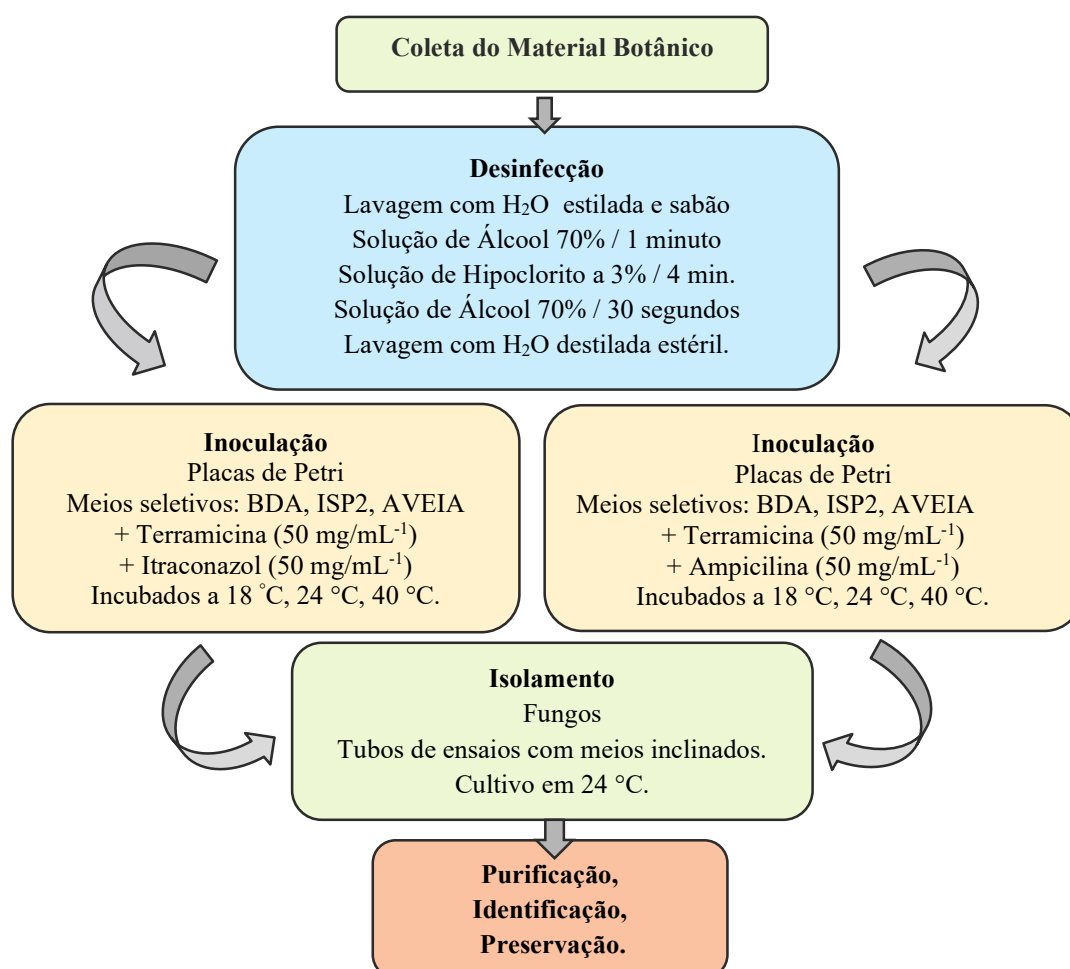 Coleta do Material Botânico
Desinfecção
Lavagem com H₂O estilada e sabão
Solução de Álcool 70% / 1 minuto
Solução de Hipoclorito a 3% / 4 min.
Solução de Álcool 70% / 30 segundos
Lavagem com H₂O destilada estéril.
Inoculação
Placas de Petri
Meios seletivos: BDA, ISP2, AVEIA
+ Terramicina (50 mg/mL⁻¹)
+ Itraconazol (50 mg/mL⁻¹)
Incubados a 18 °C, 24 °C, 40 °C.
Inoculação
Placas de Petri
Meios seletivos: BDA, ISP2, AVEIA
+ Terramicina (50 mg/mL⁻¹)
+ Ampicilina (50 mg/mL⁻¹)
Incubados a 18 °C, 24 °C, 40 °C.
Isolamento
Fungos
Tubos de ensaios com meios inclinados.
Cultivo em 24 °C.
Purificação,
Identificação,
Preservação.